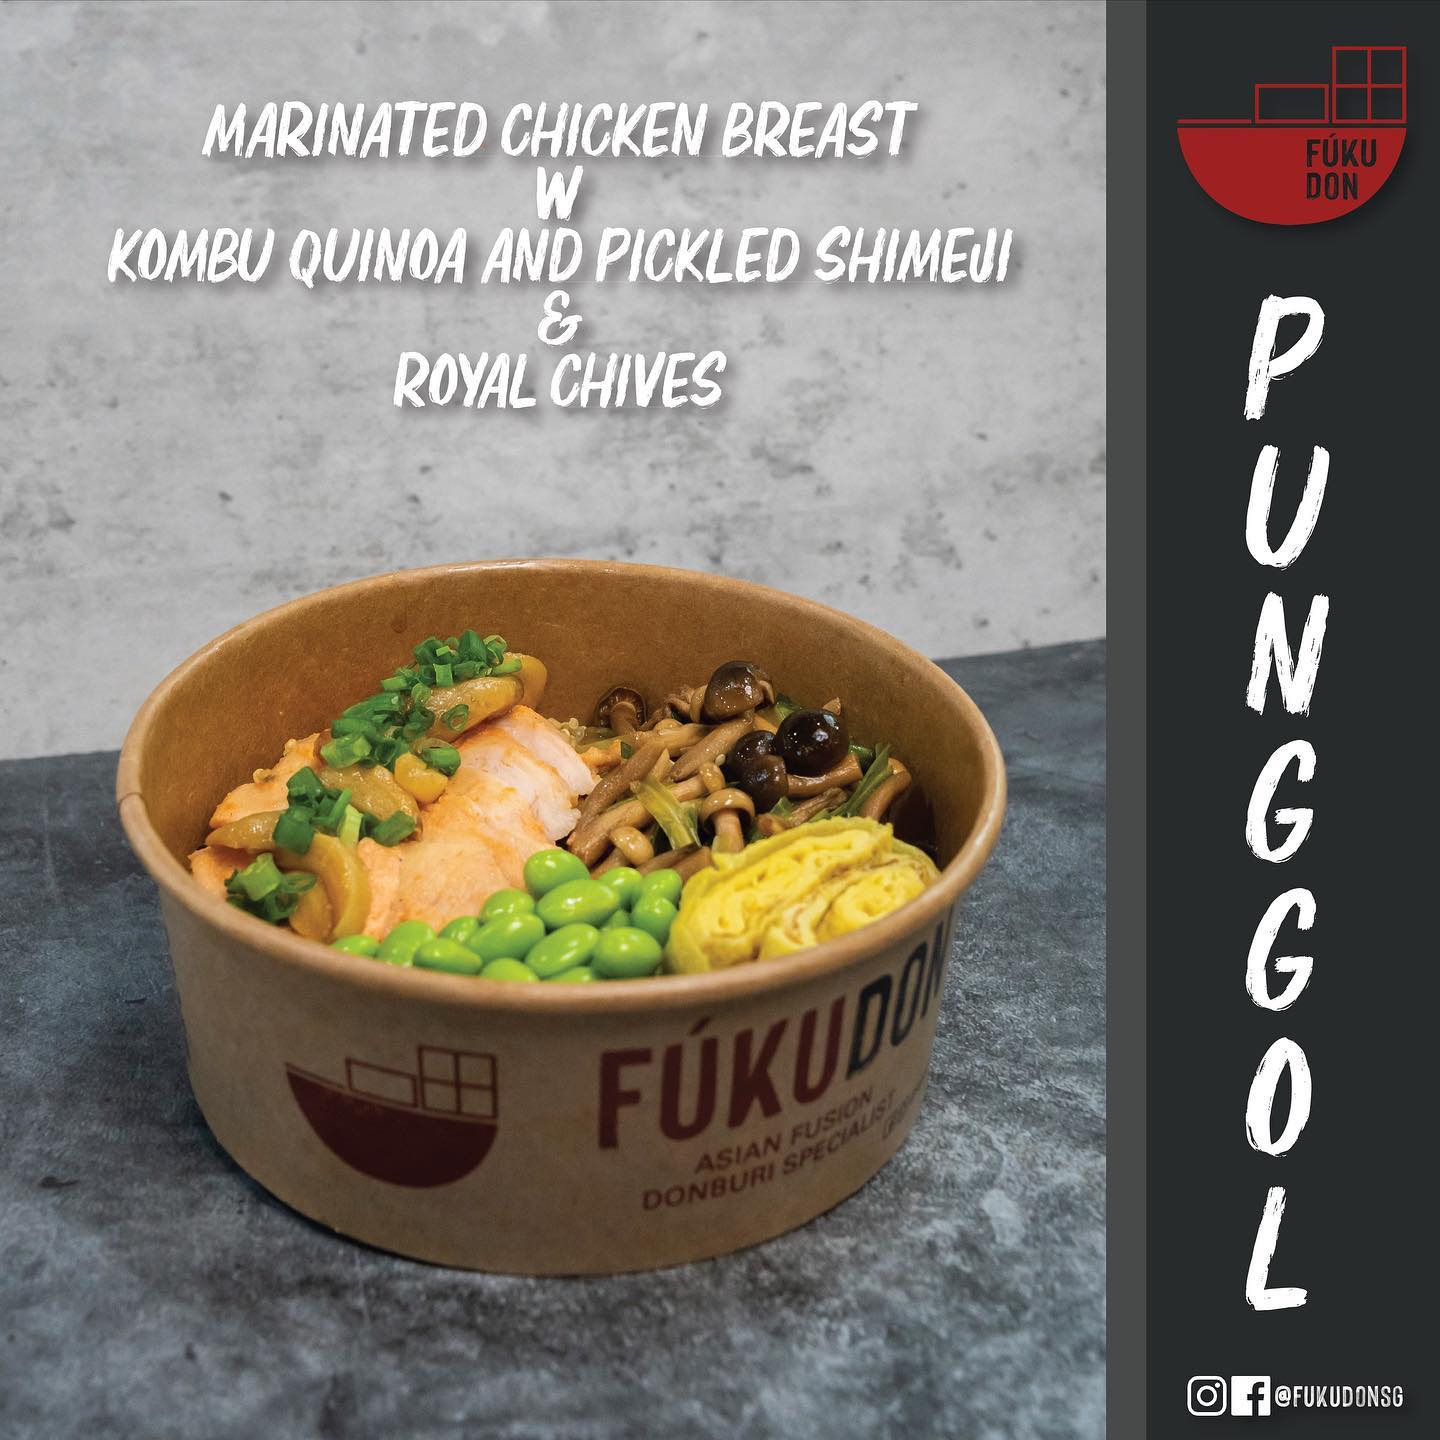 MARINATED CHICKEN BREAST
W
KOMBU QUINOA AND PICKLED SHIMEJI
&
ROYAL CHIVES
FÚKU
DON
PUNGGOL
FÚKUDON
ASIAN FUSION
DONBURI SPECIALIST
@FUKUDONSG